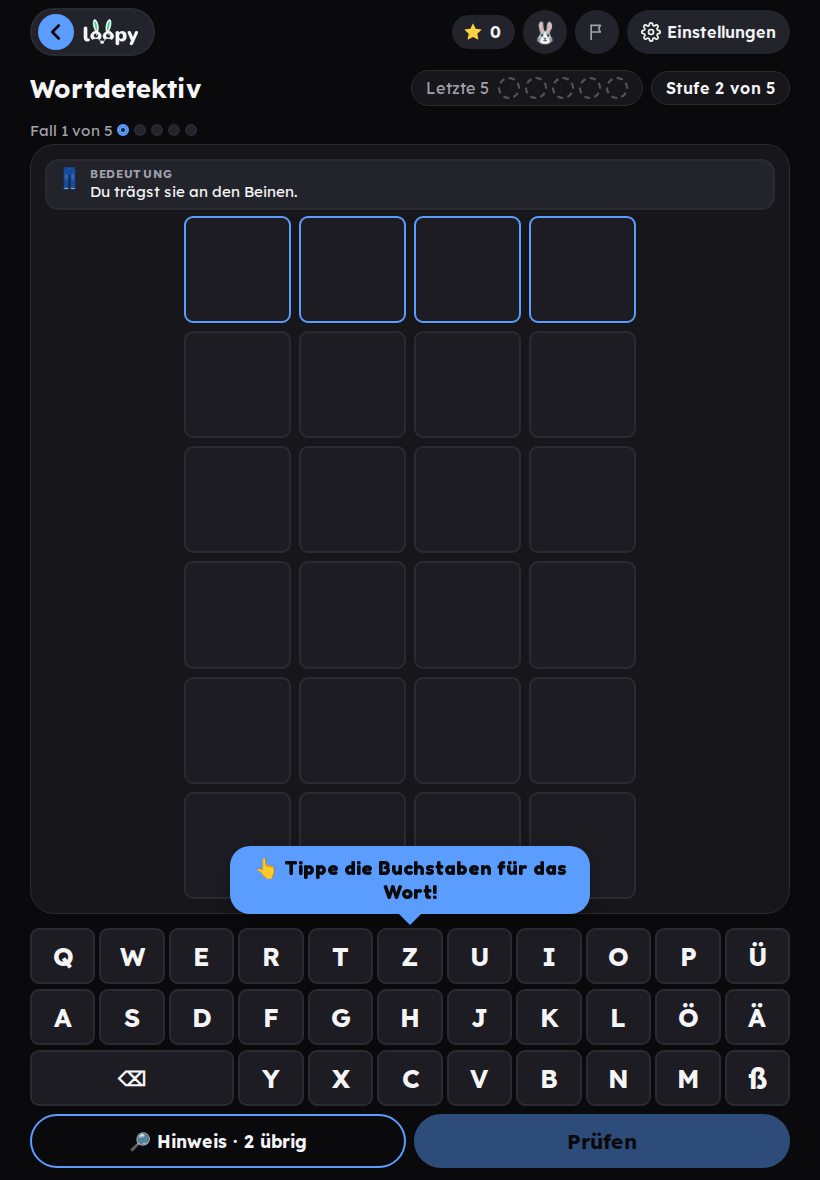 loopy
0
Einstellungen
Wortdetektiv
Letzte 5
Stufe 2 von 5
Fall 1 von 5
BEDEUTUNG
Du trägst sie an den Beinen.
👆 Tippe die Buchstaben für das
Wort!
Q W E R T Z U I O P Ü
A S D F G H J K L Ö Ä
⌫ Y X C V B N M ß
🔎 Hinweis · 2 übrig
Prüfen